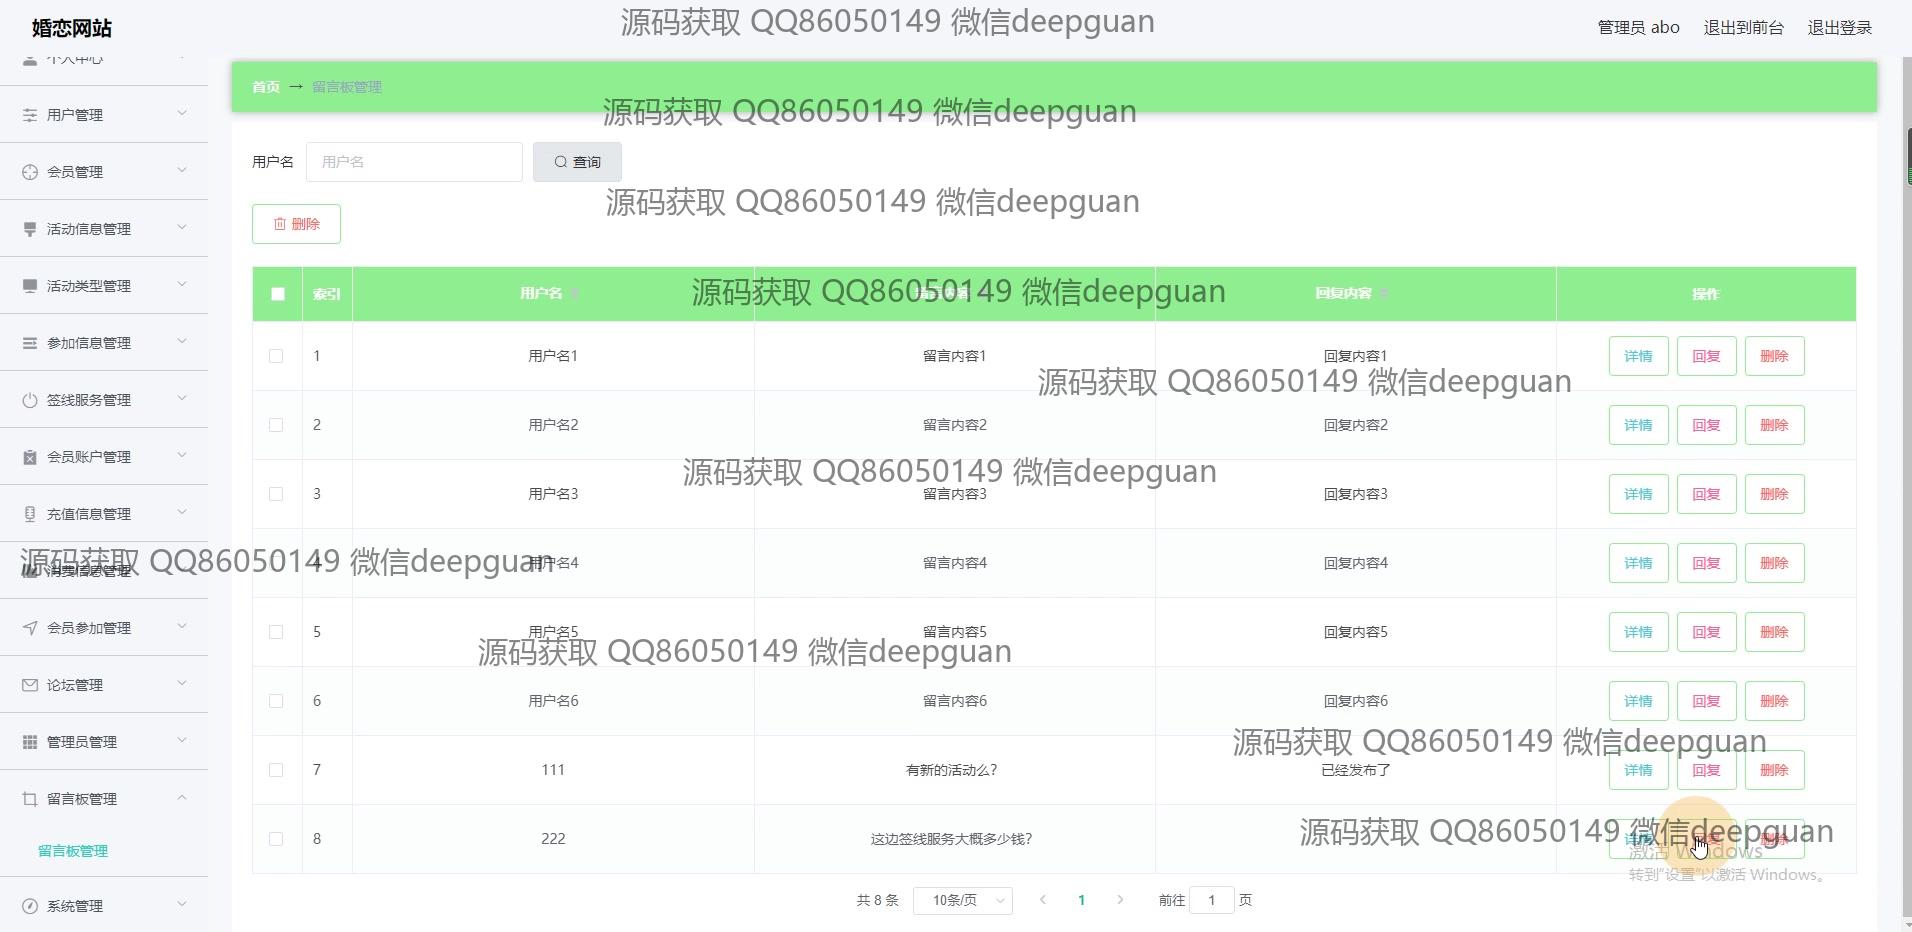 婚恋网站
源码获取 QQ86050149 微信deepguan
管理员 abo 退出到前台 退出登录
个人中心
首页 → 留言板管理
源码获取 QQ86050149 微信deepguan
用户管理
用户名 用户名 查询
会员管理
源码获取 QQ86050149 微信deepguan
删除
活动信息管理
活动类型管理
索引 用户名 留言内容 回复内容 操作
源码获取 QQ86050149 微信deepguan
参加信息管理
1 用户名1 留言内容1 回复内容1 详情 回复 删除
源码获取 QQ86050149 微信deepguan
签线服务管理
2 用户名2 留言内容2 回复内容2 详情 回复 删除
会员账户管理
源码获取 QQ86050149 微信deepguan
3 用户名3 留言内容3 回复内容3 详情 回复 删除
充值信息管理
源码获取 QQ86050149 微信deepguan
消费信息管理
4 用户名4 留言内容4 回复内容4 详情 回复 删除
会员参加管理
5 用户名5 留言内容5 回复内容5 详情 回复 删除
源码获取 QQ86050149 微信deepguan
论坛管理
6 用户名6 留言内容6 回复内容6 详情 回复 删除
管理员管理
源码获取 QQ86050149 微信deepguan
7 111 有新的活动么? 已经发布了 详情 回复 删除
留言板管理
源码获取 QQ86050149 微信deepguan
8 222 这边签线服务大概多少钱? 详情 回复 删除
留言板管理
激活 Windows
转到"设置"以激活 Windows。
系统管理
共 8 条 10条/页 1 前往 1 页